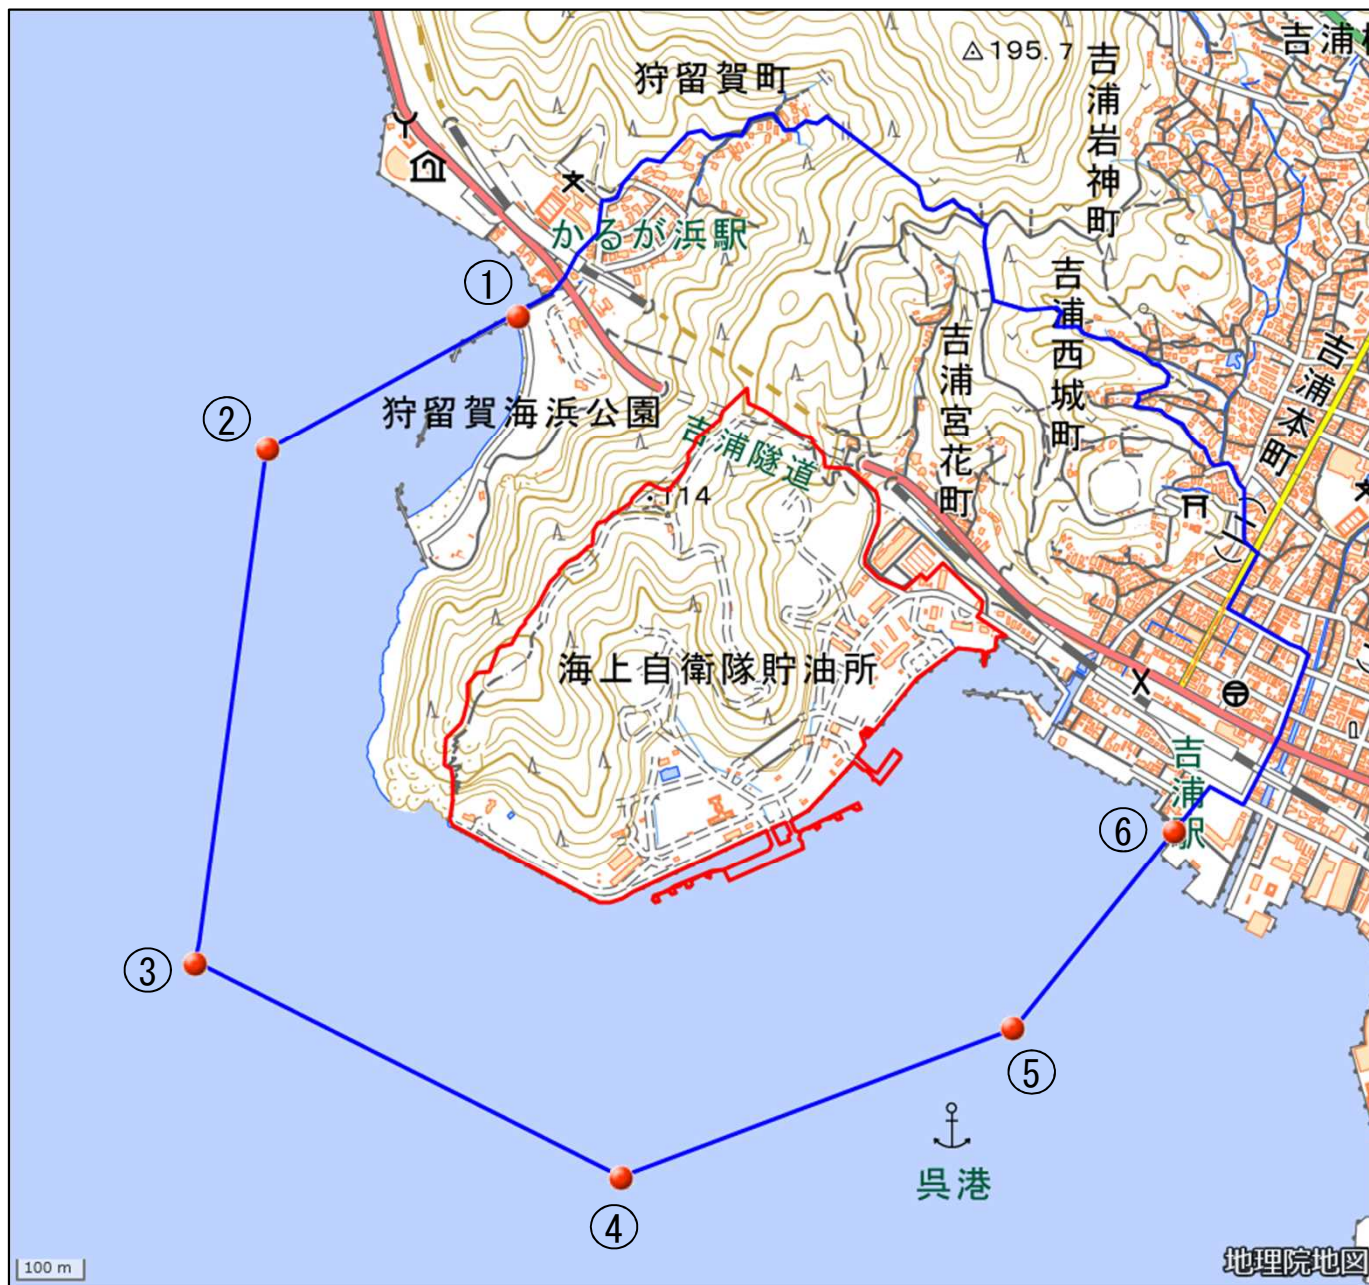 吉浦
195.7
狩留賀町
吉浦岩神町
かるが浜駅
①
吉浦西城町
吉浦宮花町
吉浦本町
②
狩留賀海浜公園
吉浦隧道
114
海上自衛隊貯油所
吉浦駅
⑥
③
⑤
呉港
④
100 m
地理院地図